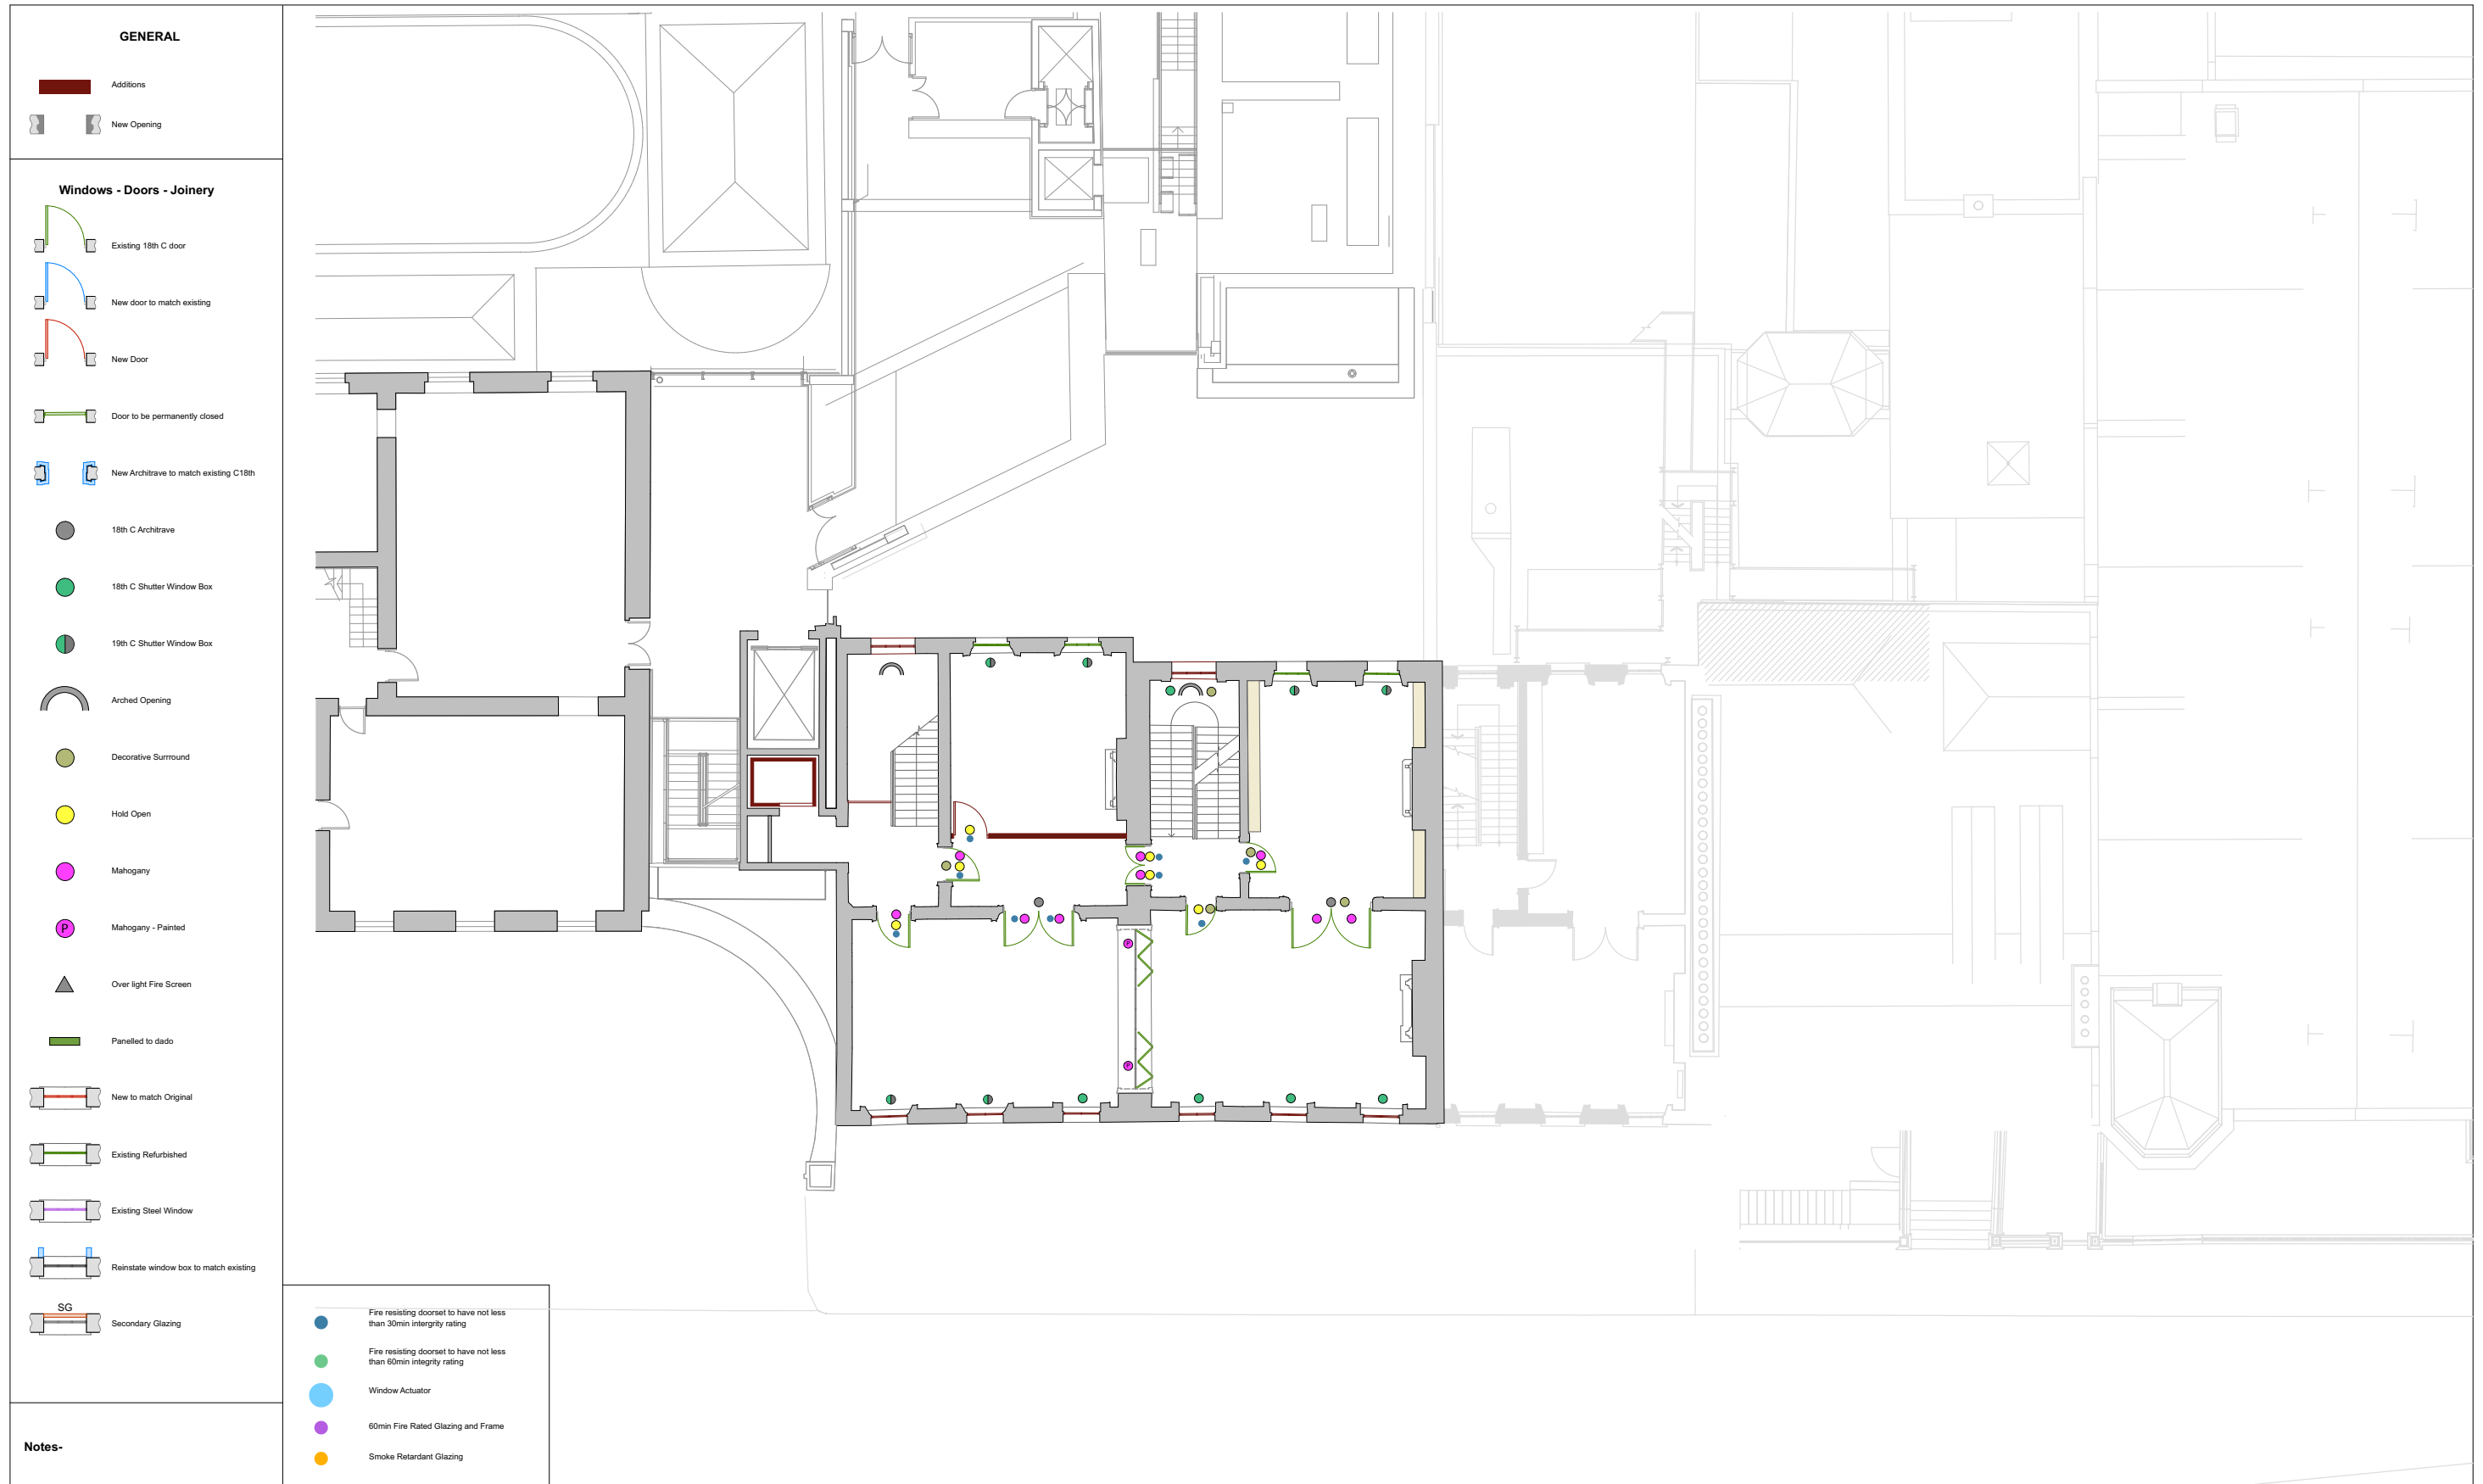 GENERAL
Additions
New Opening
Windows - Doors - Joinery
Existing 18th C door
New door to match existing
New Door
Door to be permanently closed
New Architrave to match existing C18th
18th C Architrave
18th C Shutter Window Box
19th C Shutter Window Box
Arched Opening
Decorative Surrround
Hold Open
Mahogany
P
Mahogany - Painted
Over light Fire Screen
Panelled to dado
New to match Original
Existing Refurbished
Existing Steel Window
Reinstate window box to match existing
SG
Secondary Glazing
Notes-
Fire resisting doorset to have not less
than 30min intergrity rating
Fire resisting doorset to have not less
than 60min integrity rating
Window Actuator
60min Fire Rated Glazing and Frame
Smoke Retardant Glazing
P
P